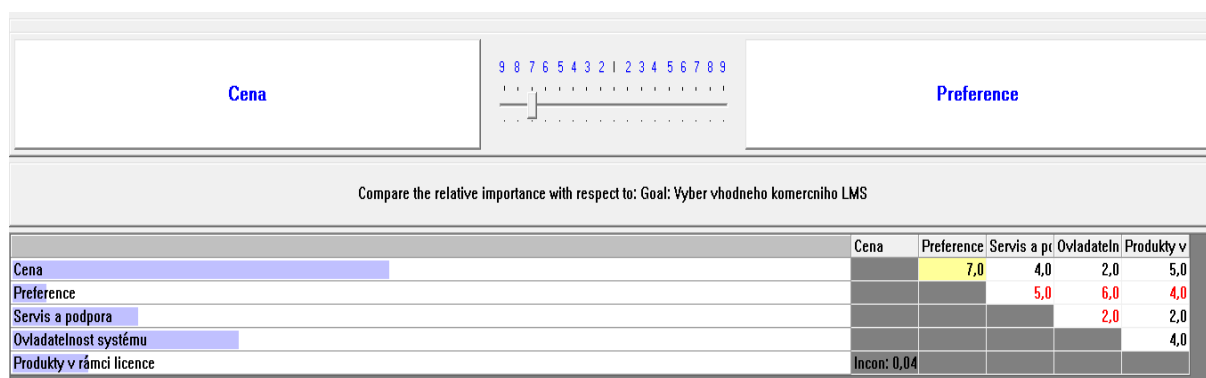 9 8 7 6 5 4 3 2 1 2 3 4 5 6 7 8 9
Cena
Preference
Compare the relative importance with respect to: Goal: Vyber vhodneho komercniho LMS
Cena Preference Servis a po Ovladateln Produkty v
Cena 7,0 4,0 2,0 5,0
Preference 5,0 6,0 4,0
Servis a podpora 2,0 2,0
Ovladatelnost systému 4,0
Produkty v rámci licence Incon: 0,04